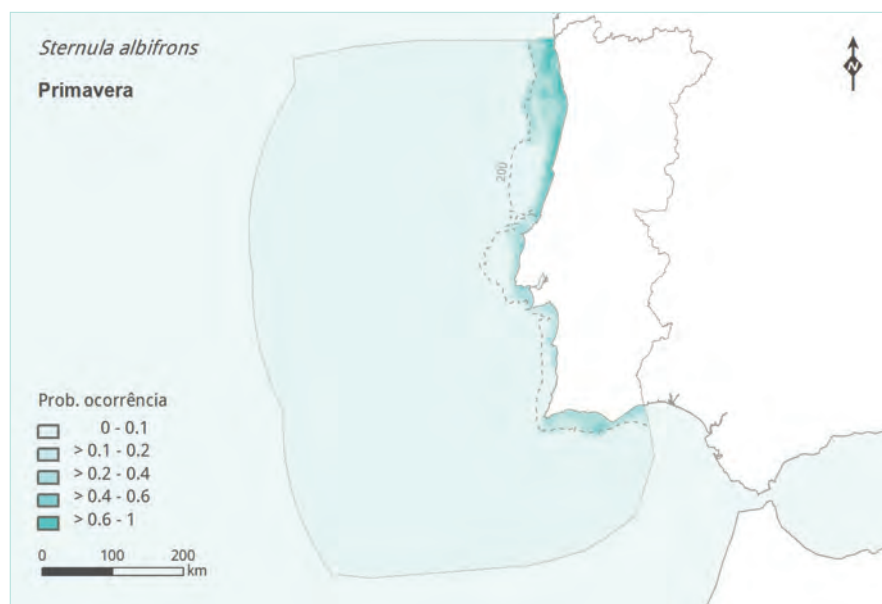 Sternula albifrons
Primavera
N
200
Prob. ocorrência
0 - 0.1
> 0.1 - 0.2
> 0.2 - 0.4
> 0.4 - 0.6
> 0.6 - 1
0 100 200
km